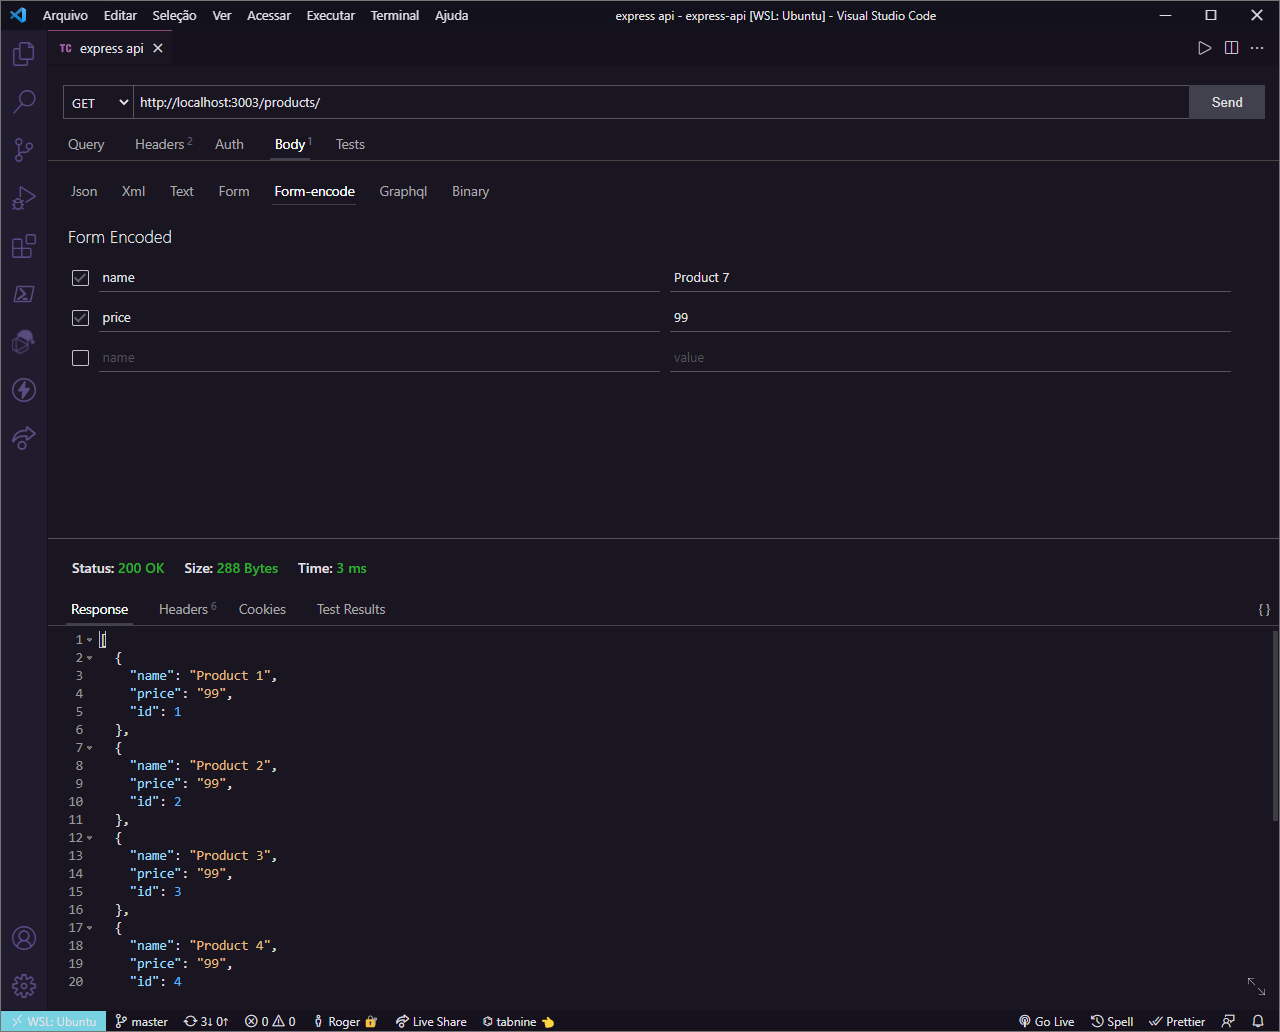 Arquivo Editar Seleção Ver Acessar Executar Terminal Ajuda express api - express-api [WSL: Ubuntu] - Visual Studio Code
TC express api
GET http://localhost:3003/products/ Send
Query Headers 2 Auth Body 1 Tests
Json Xml Text Form Form-encode Graphql Binary
Form Encoded
name Product 7
price 99
name value
Status: 200 OK Size: 288 Bytes Time: 3 ms
Response Headers 6 Cookies Test Results { }
1 [
2 {
3 "name": "Product 1",
4 "price": "99",
5 "id": 1
6 },
7 {
8 "name": "Product 2",
9 "price": "99",
10 "id": 2
11 },
12 {
13 "name": "Product 3",
14 "price": "99",
15 "id": 3
16 },
17 {
18 "name": "Product 4",
19 "price": "99",
20 "id": 4
WSL: Ubuntu master 3↓ 0↑ 0 0 Roger Live Share tabnine Go Live Spell Prettier